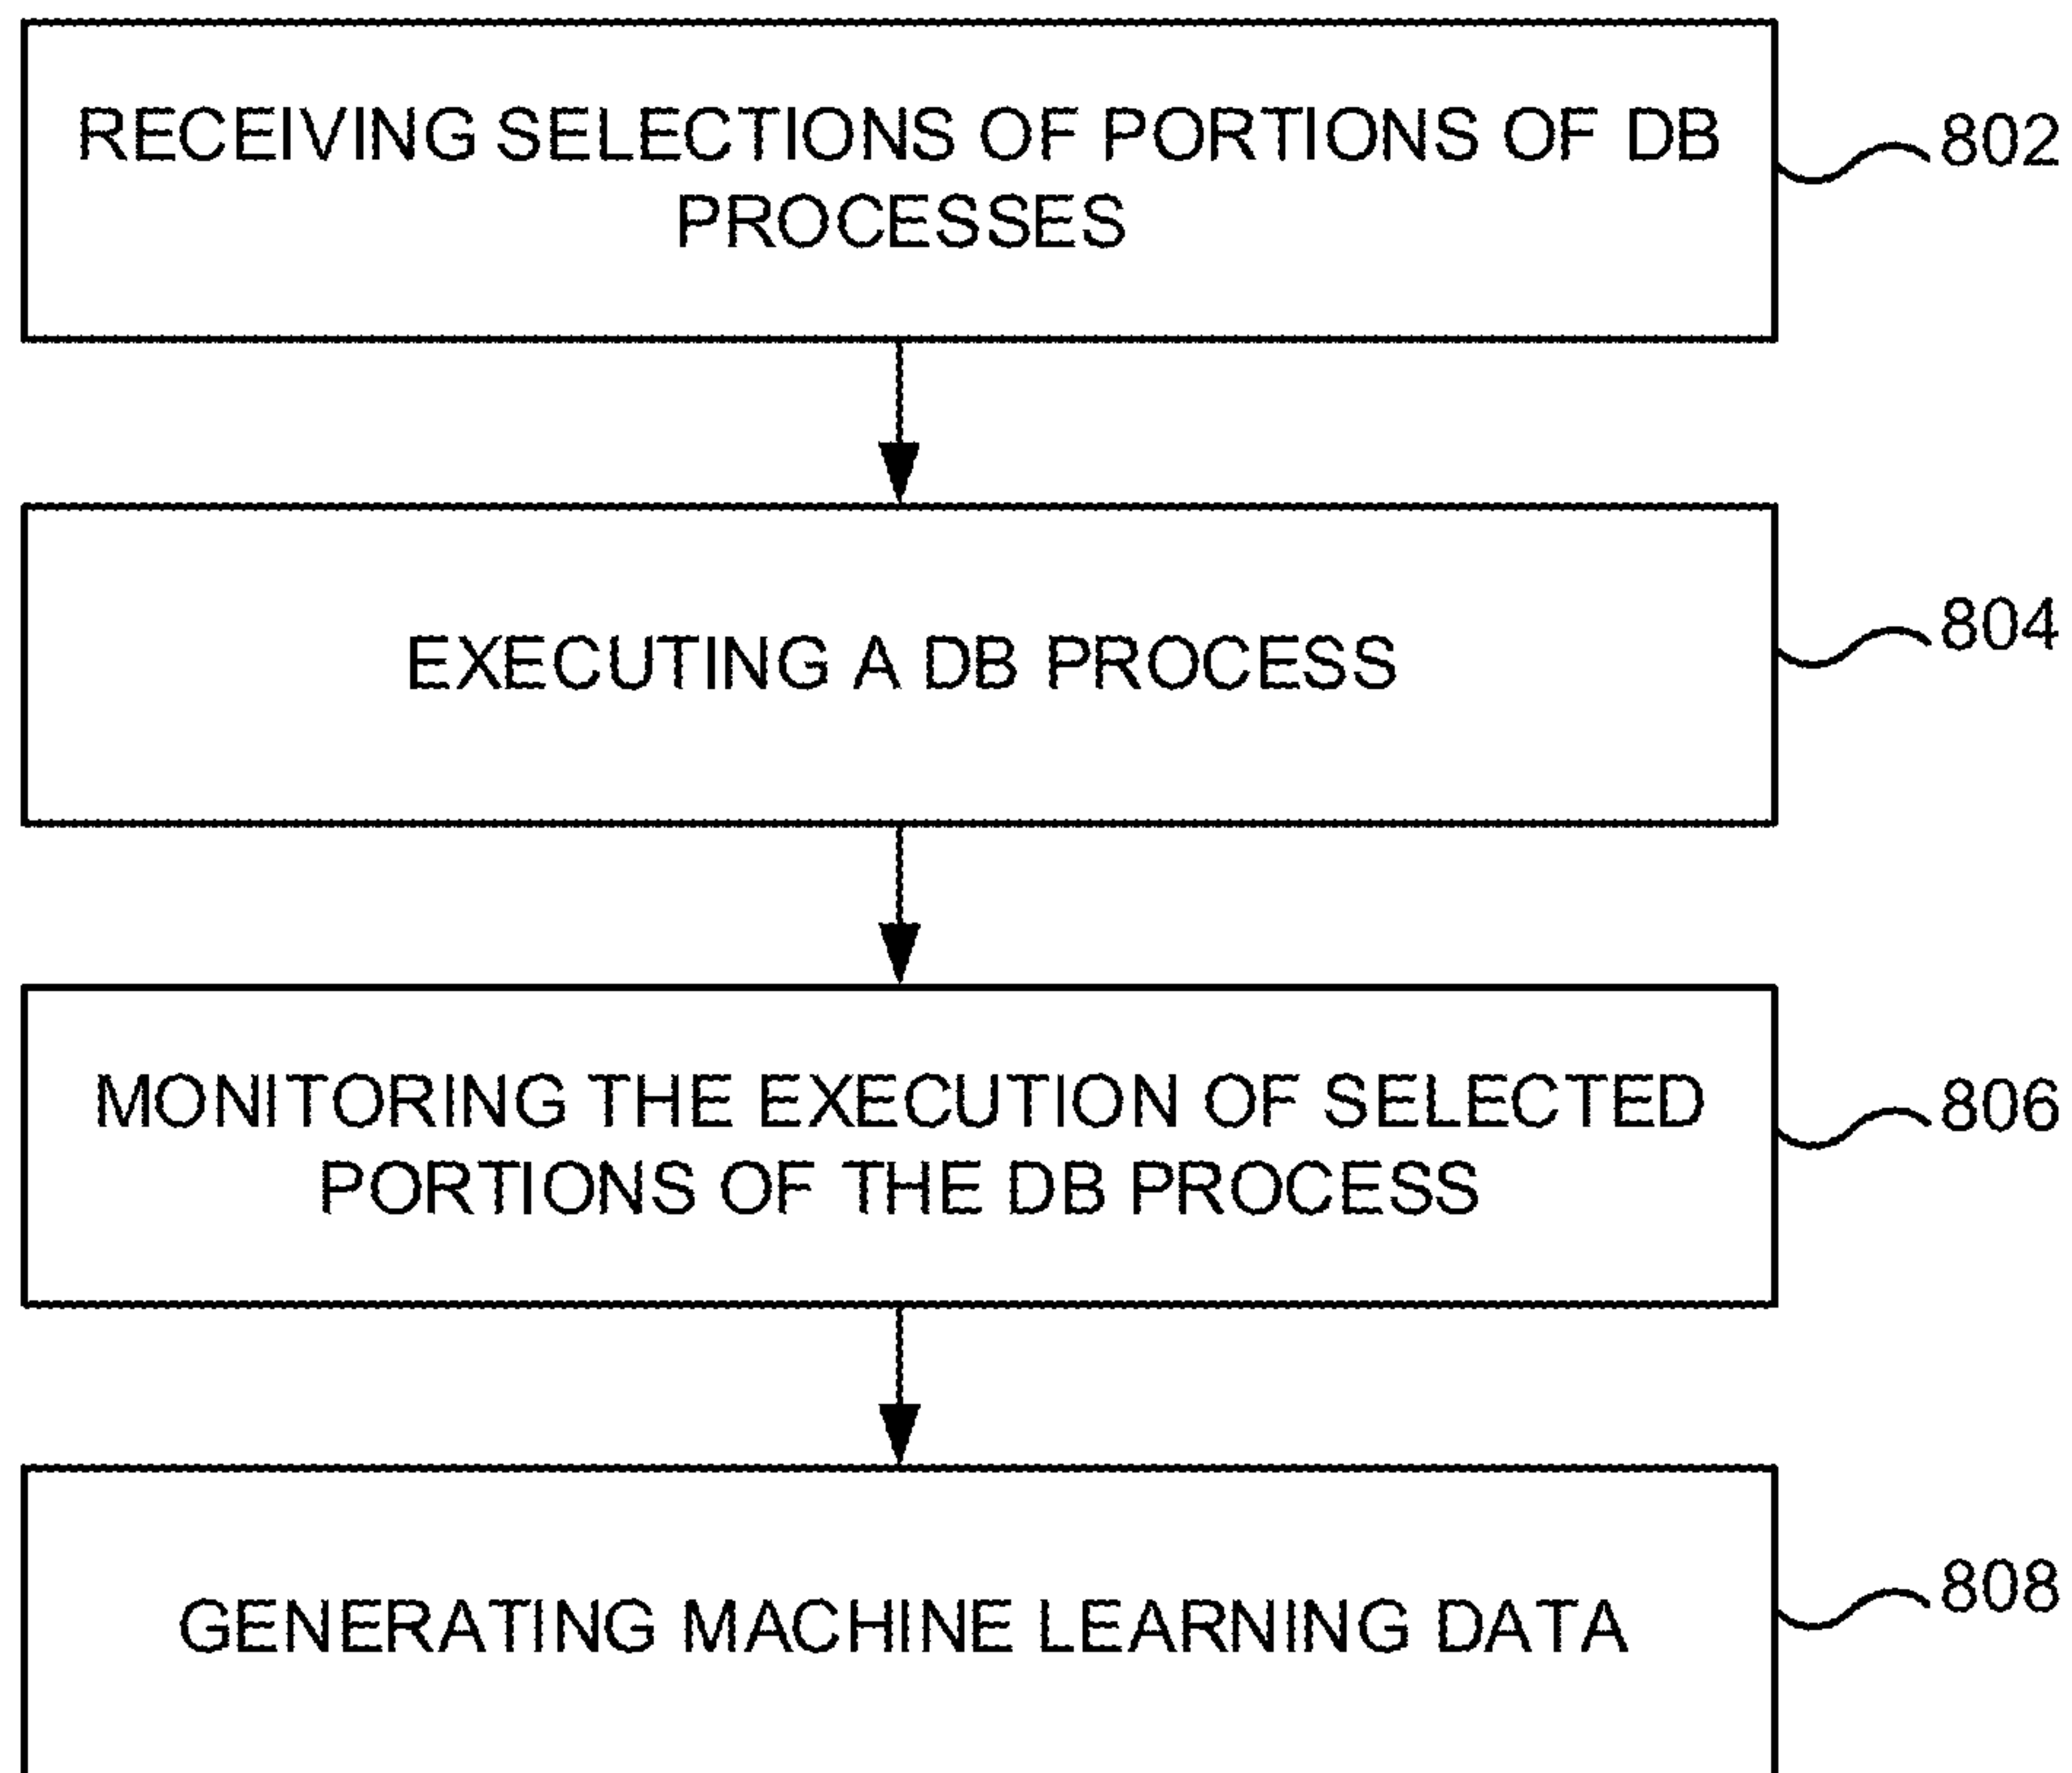 RECEIVING SELECTIONS OF PORTIONS OF DB
PROCESSES
802
EXECUTING A DB PROCESS
804
MONITORING THE EXECUTION OF SELECTED
PORTIONS OF THE DB PROCESS
806
GENERATING MACHINE LEARNING DATA
808